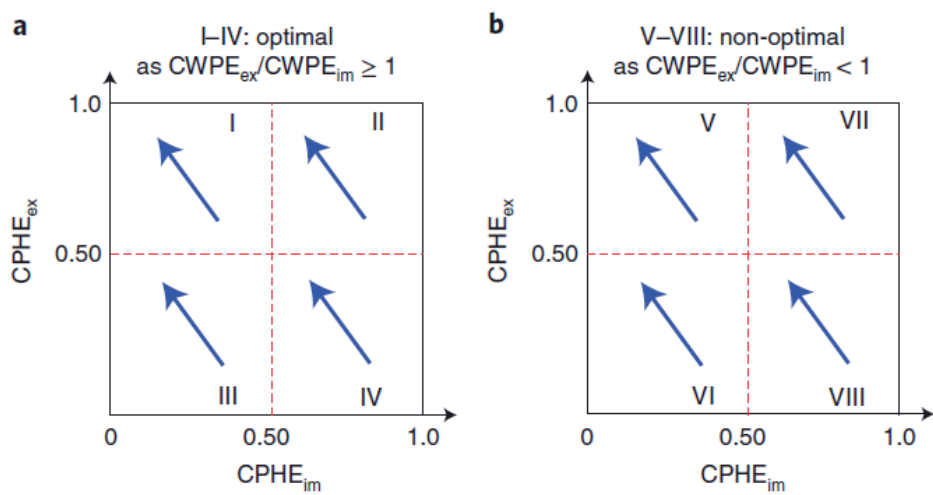 a
I–IV: optimal
as CWPEex/CWPEim ≥ 1
1.0
I
II
CPHEex
0.50
III
IV
0
0.50
1.0
CPHEim
b
V–VIII: non-optimal
as CWPEex/CWPEim < 1
1.0
V
VII
CPHEex
0.50
VI
VIII
0
0.50
1.0
CPHEim